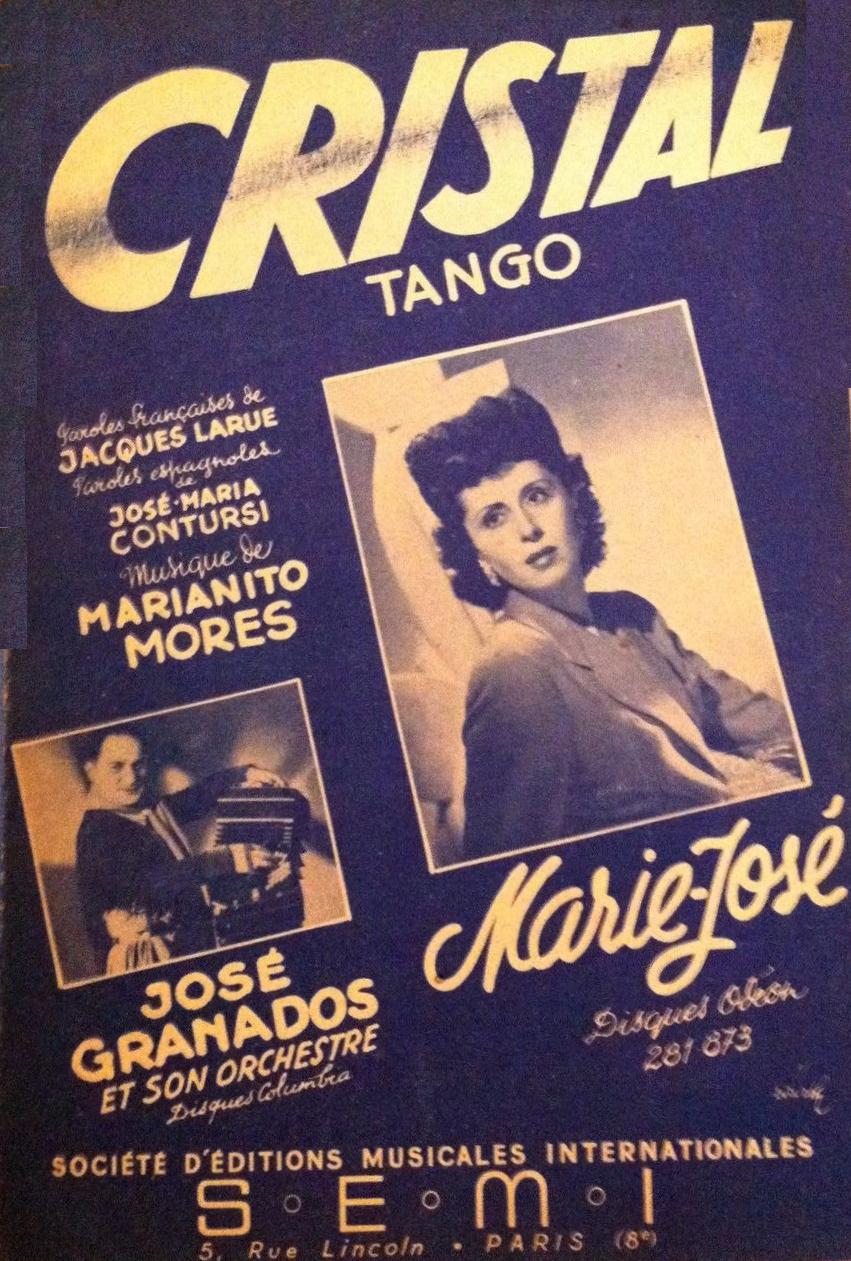 CRISTAL
TANGO
Paroles françaises de
JACQUES LARUE
Paroles espagnoles
de
JOSÉ-MARIA
CONTURSI
Musique de
MARIANITO
MORES
JOSÉ
GRANADOS
ET SON ORCHESTRE
Disques Columbia
Marie-José
Disques Odéon
281 873
SOCIÉTÉ D'ÉDITIONS MUSICALES INTERNATIONALES
S.E.M.I
5, Rue Lincoln • PARIS (8e)